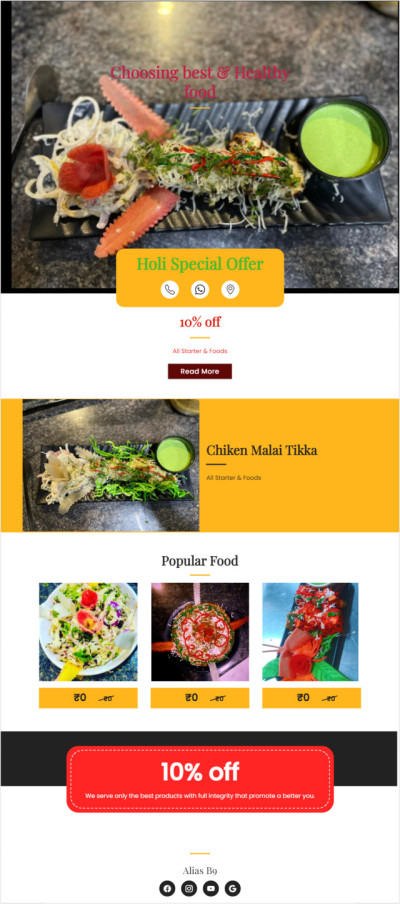 Choosing best & Healthy
food
Holi Special Offer
10% off
All Starter & Foods
Read More
Chiken Malai Tikka
All Starter & Foods
Popular Food
₹0 ₹0
₹0 ₹0
₹0 ₹0
10% off
We serve only the best products with full integrity that promote a better you.
Alias B9